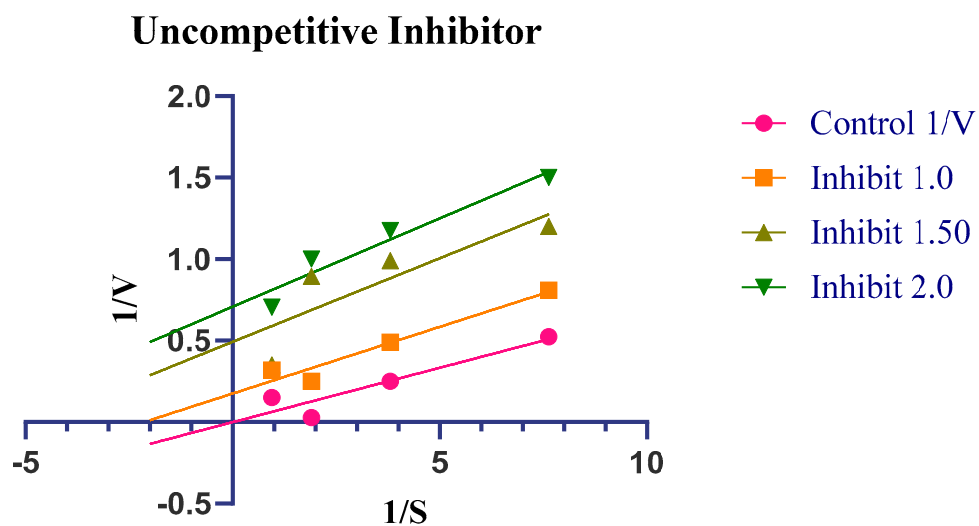 Uncompetitive Inhibitor
2.0
1.5
1.0
0.5
-0.5
-5
5
10
1/V
1/S
Control 1/V
Inhibit 1.0
Inhibit 1.50
Inhibit 2.0